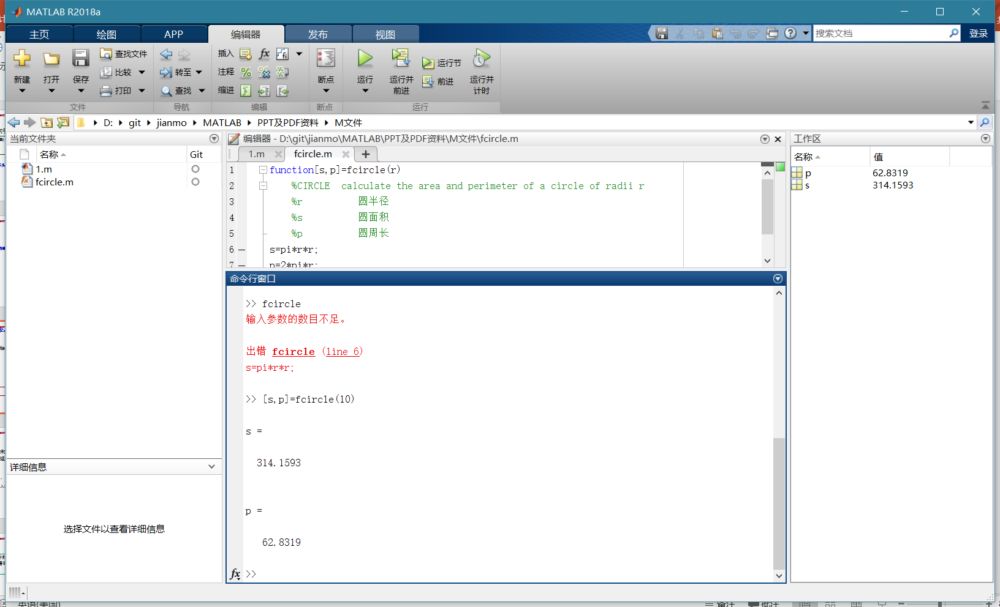 MATLAB R2018a
主页 绘图 APP 编辑器 发布 视图 搜索文档 登录
新建 打开 保存 查找文件 比较 打印 转至 查找 插入 注释 缩进 断点 运行 运行并前进 运行节 前进 运行并计时
文件 导航 编辑 断点 运行
D: git jianmo MATLAB PPT及PDF资料 M文件
当前文件夹
名称 Git
1.m
fcircle.m
详细信息
选择文件以查看详细信息
编辑器 - D:\git\jianmo\MATLAB\PPT及PDF资料\M文件\fcircle.m
1.m fcircle.m
1 function[s,p]=fcircle(r)
2 %CIRCLE calculate the area and perimeter of a circle of radii r
3 %r 圆半径
4 %s 圆面积
5 %p 圆周长
6 s=pi*r*r;
7 p=2*pi*r;
命令行窗口
>> fcircle
输入参数的数目不足。
出错 fcircle (line 6)
s=pi*r*r;
>> [s,p]=fcircle(10)
s =
314.1593
p =
62.8319
fx >>
工作区
名称 值
p 62.8319
s 314.1593
英语(美国) 备注 批注